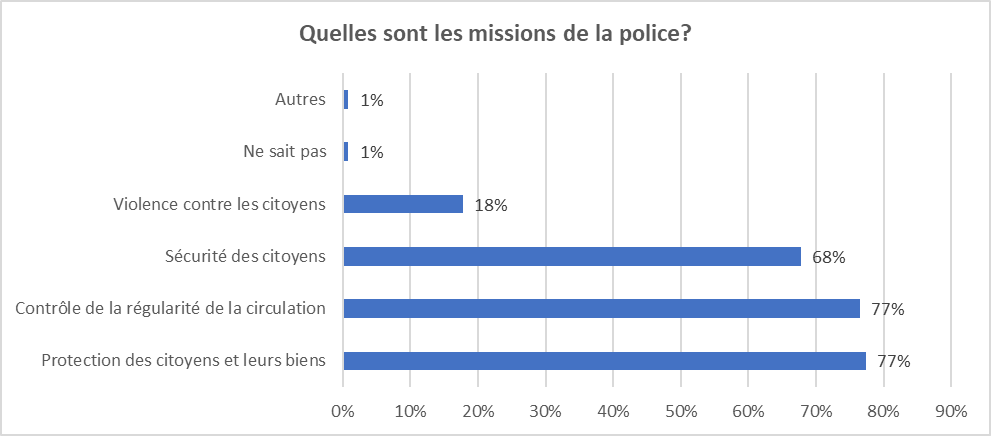 Quelles sont les missions de la police?
Autres 1%
Ne sait pas 1%
Violence contre les citoyens 18%
Sécurité des citoyens 68%
Contrôle de la régularité de la circulation 77%
Protection des citoyens et leurs biens 77%
0% 10% 20% 30% 40% 50% 60% 70% 80% 90%